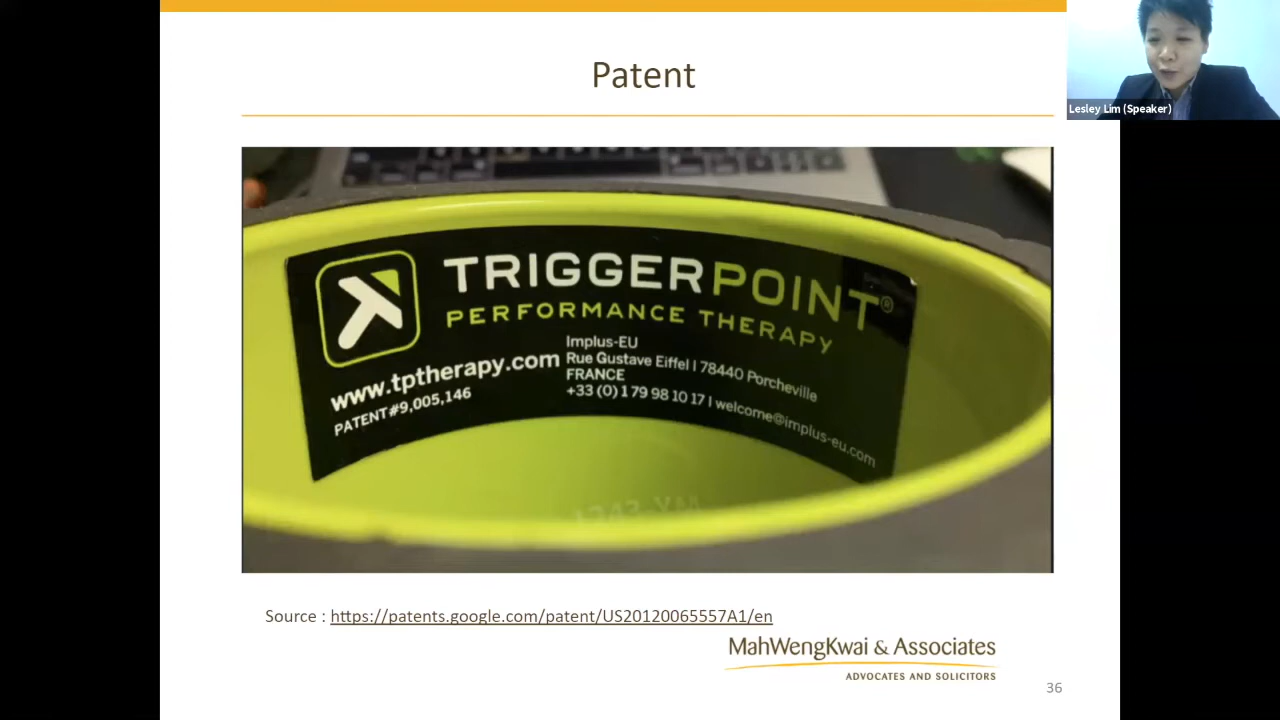 Patent
Lesley Lim (Speaker)
TRIGGERPOINT®
PERFORMANCE THERAPY
www.tptherapy.com
PATENT#9,005,146
Implus-EU
Rue Gustave Eiffel | 78440 Porcheville
FRANCE
+33 (0) 1 79 98 10 17 | welcome@implus-eu.com
Source : https://patents.google.com/patent/US20120065557A1/en
MahWengKwai & Associates
ADVOCATES AND SOLICITORS
36